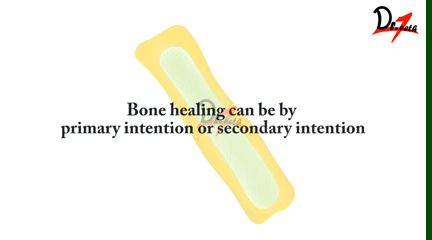 Bone healing can be by
primary intention or secondary intention